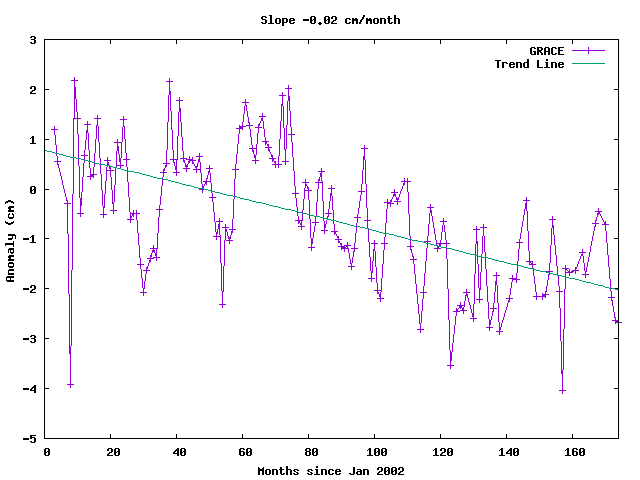 Slope -0.02 cm/month
GRACE
Trend Line
3
2
1
0
-1
-2
-3
-4
-5
Anomaly (cm)
0 20 40 60 80 100 120 140 160
Months since Jan 2002